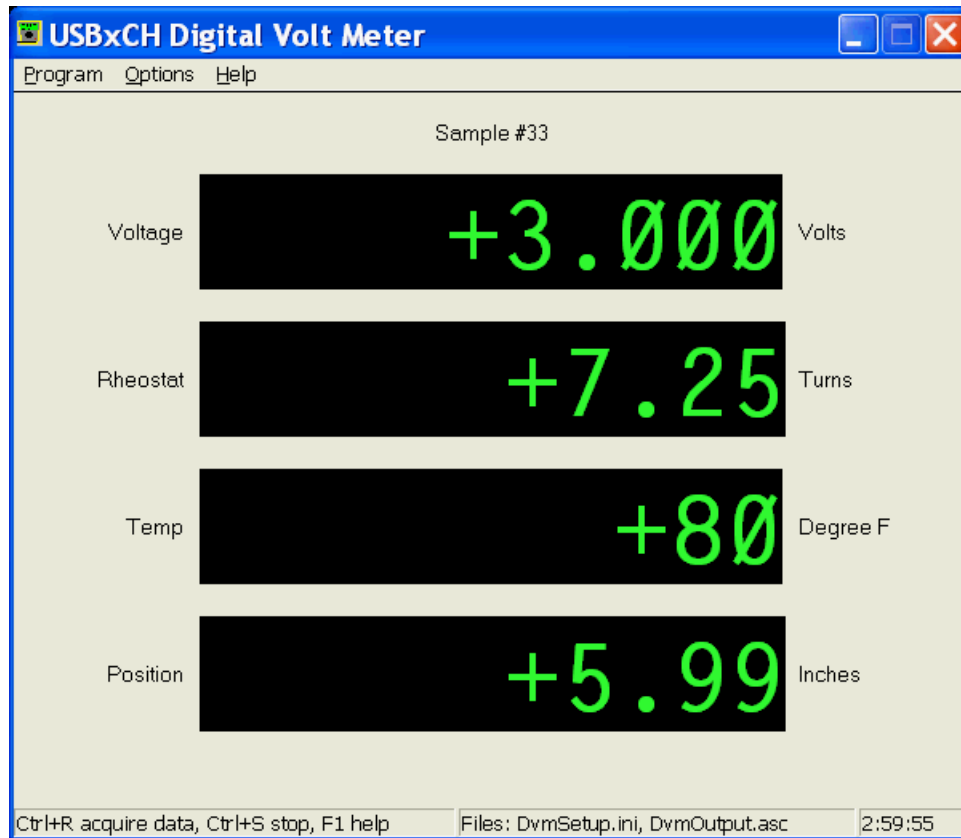 USBxCH Digital Volt Meter
Program Options Help
Sample #33
Voltage +3.000 Volts
Rheostat +7.25 Turns
Temp +80 Degree F
Position +5.99 Inches
Ctrl+R acquire data, Ctrl+S stop, F1 help Files: DvmSetup.ini, DvmOutput.asc 2:59:55